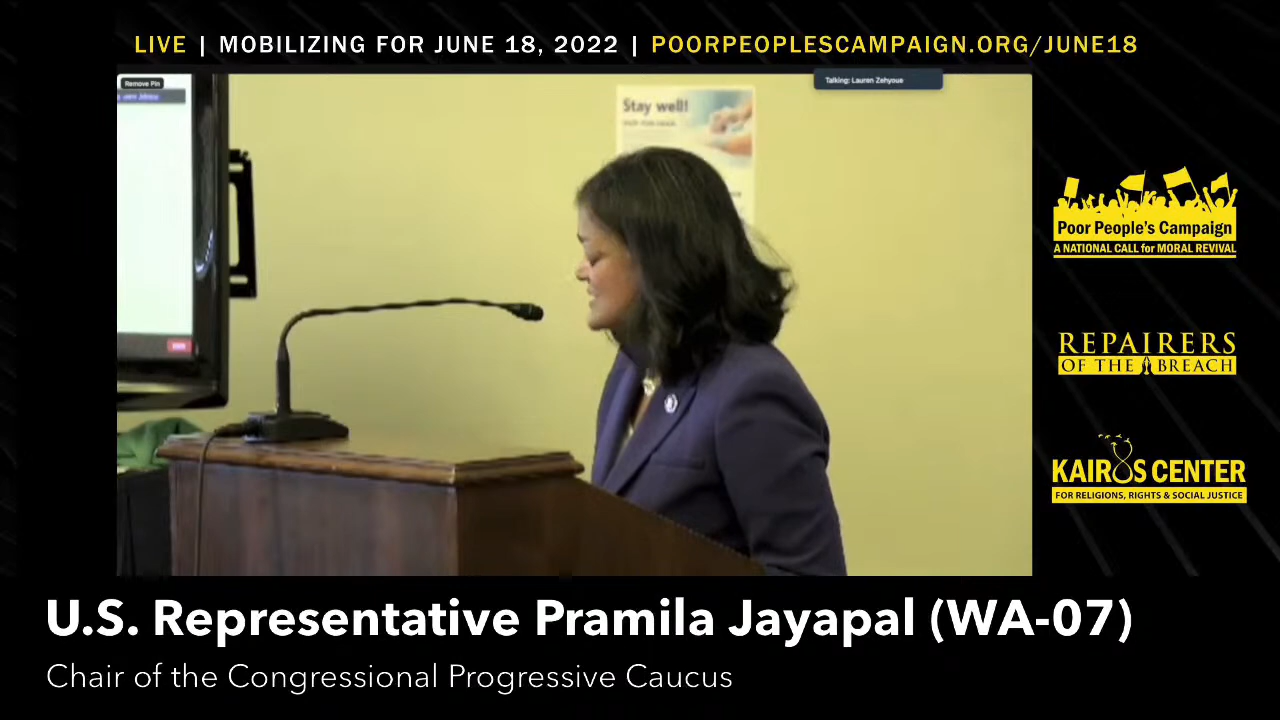 LIVE | MOBILIZING FOR JUNE 18, 2022 | POORPEOPLESCAMPAIGN.ORG/JUNE18
Remove Pin
Talking: Lauren Zehyoue
Stay well!
Poor People's Campaign
A NATIONAL CALL for MORAL REVIVAL
REPAIRERS
OF THE BREACH
KAIROS CENTER
FOR RELIGIONS, RIGHTS & SOCIAL JUSTICE
U.S. Representative Pramila Jayapal (WA-07)
Chair of the Congressional Progressive Caucus